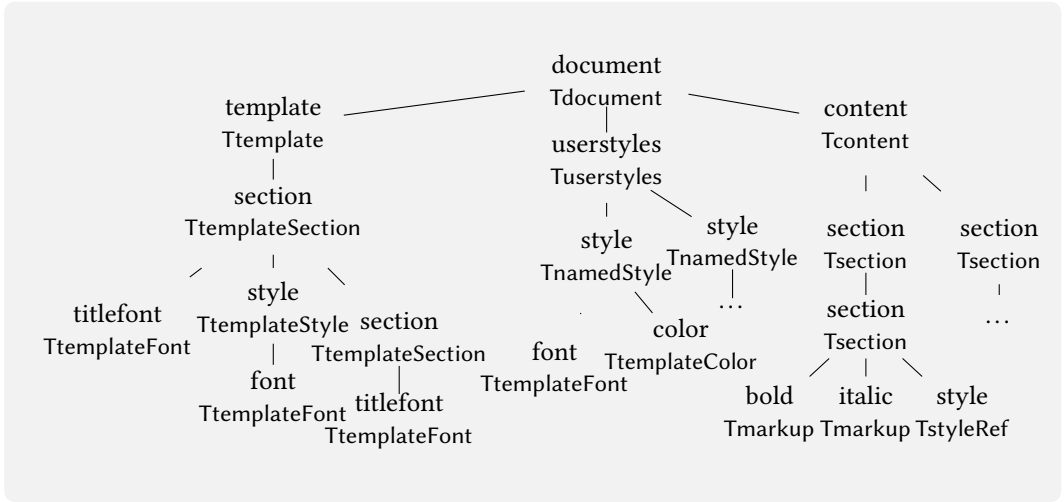 document
Tdocument
template
Ttemplate
content
Tcontent
userstyles
Tuserstyles
section
TtemplateSection
style
TnamedStyle
style
TnamedStyle
section
Tsection
section
Tsection
titlefont
TtemplateFont
style
TtemplateStyle
section
TtemplateSection
...
font
TtemplateFont
color
TtemplateColor
section
Tsection
...
font
TtemplateFont
titlefont
TtemplateFont
bold
Tmarkup
italic
Tmarkup
style
TstyleRef